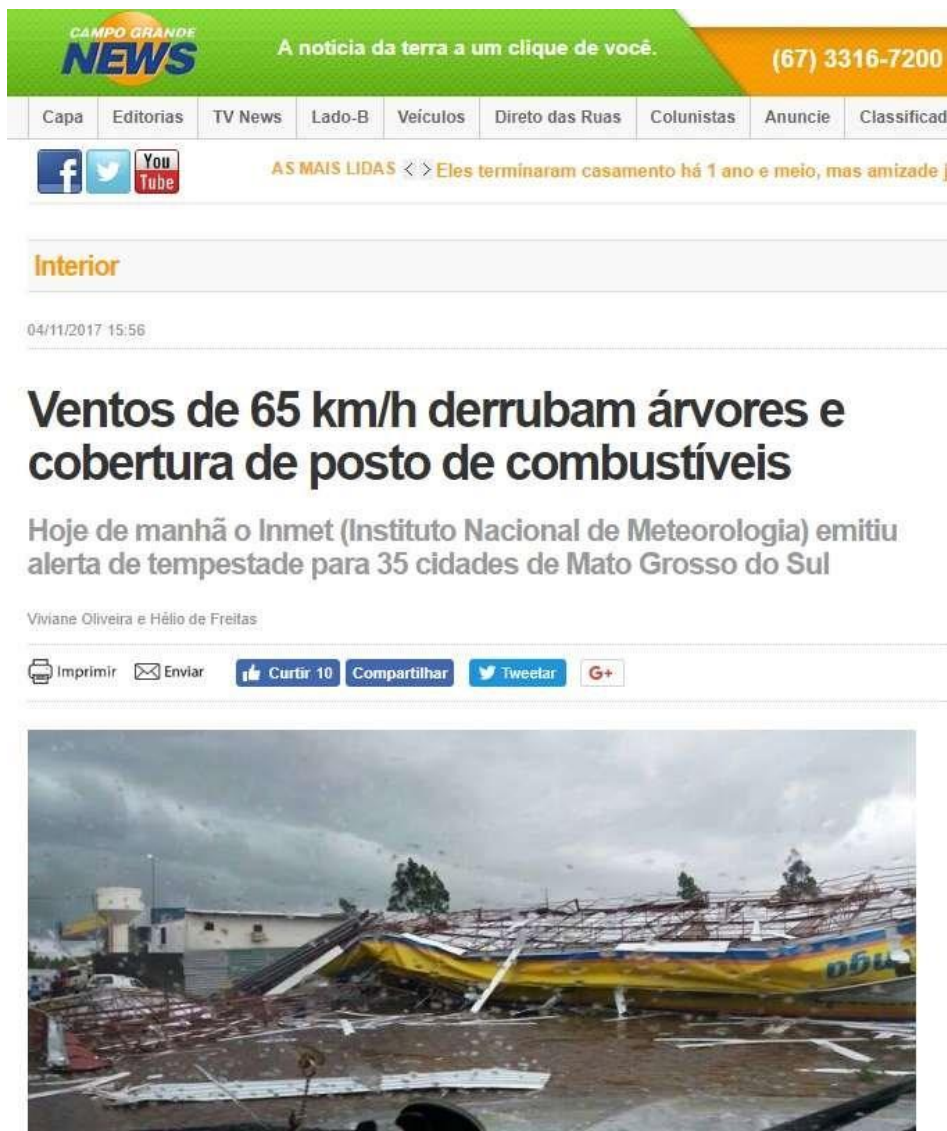 CAMPO GRANDE
NEWS
A noticia da terra a um clique de você.
(67) 3316-7200
Capa Editorias TV News Lado-B Veículos Direto das Ruas Colunistas Anuncie Classificad
f You
Tube
AS MAIS LIDAS < > Eles terminaram casamento há 1 ano e meio, mas amizade j
Interior
04/11/2017 15:56
Ventos de 65 km/h derrubam árvores e
cobertura de posto de combustíveis
Hoje de manhã o Inmet (Instituto Nacional de Meteorologia) emitiu
alerta de tempestade para 35 cidades de Mato Grosso do Sul
Viviane Oliveira e Hélio de Freitas
Imprimir Enviar Curtir 10 Compartilhar Tweetar G+